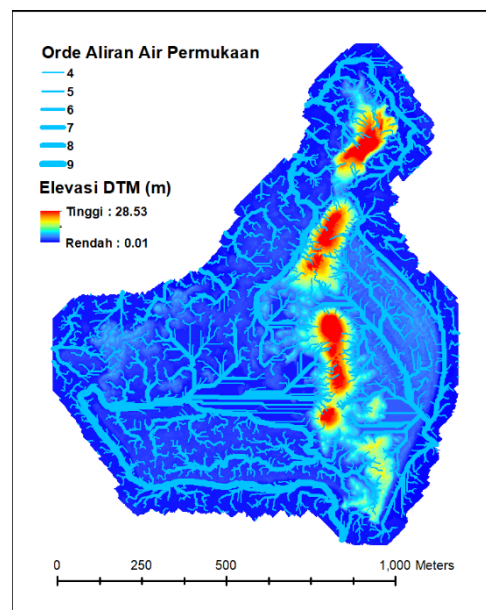 Orde Aliran Air Permukaan
4
5
6
7
8
9
Elevasi DTM (m)
Tinggi : 28.53
Rendah : 0.01
0 250 500 1,000 Meters